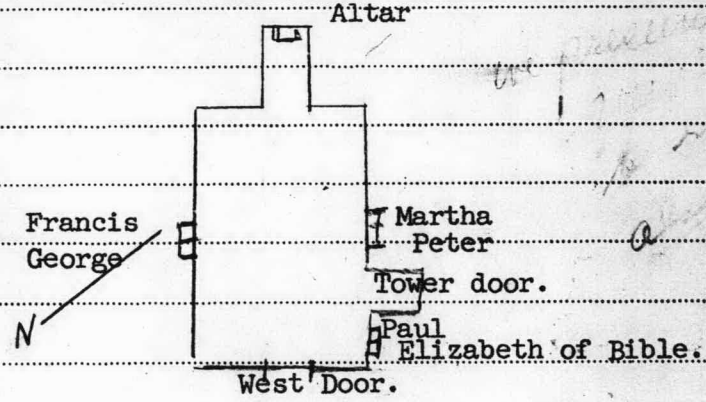 Altar
Francis
George
Martha
Peter
Tower door.
Paul
Elizabeth of Bible.
West Door.
N